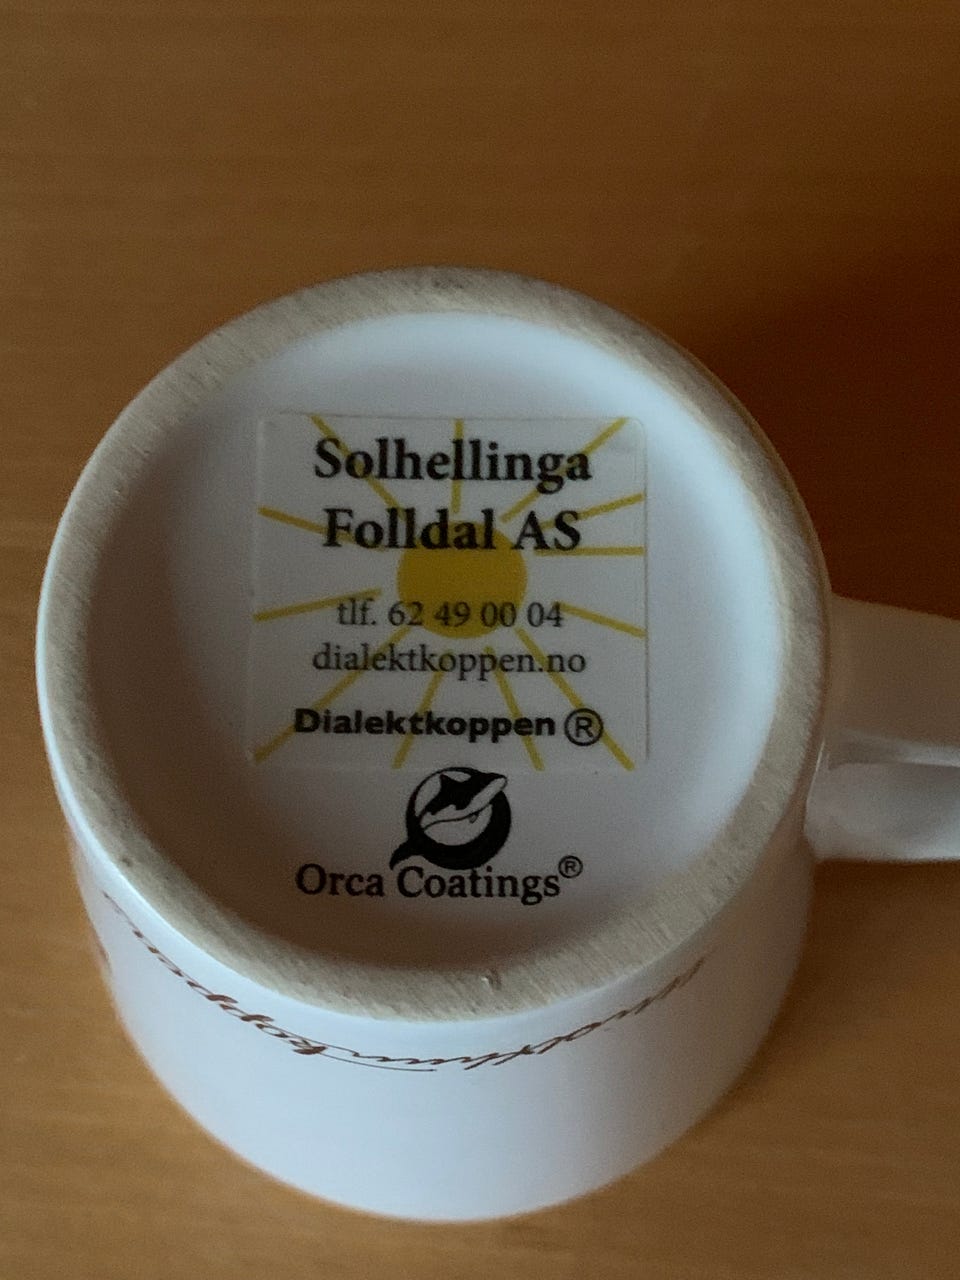 Solhellinga
Folldal AS
tlf. 62 49 00 04
dialektkoppen.no
Dialektkoppen ®
Orca Coatings®